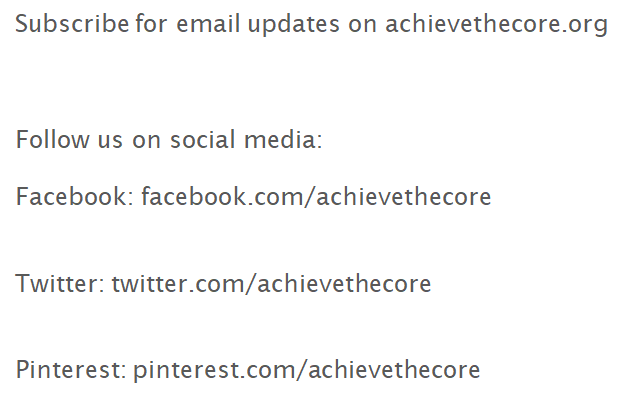 Subscribe for email updates on achievethecore.org
Follow us on social media:
Facebook: facebook.com/achievethecore
Twitter: twitter.com/achievethecore
Pinterest: pinterest.com/achievethecore